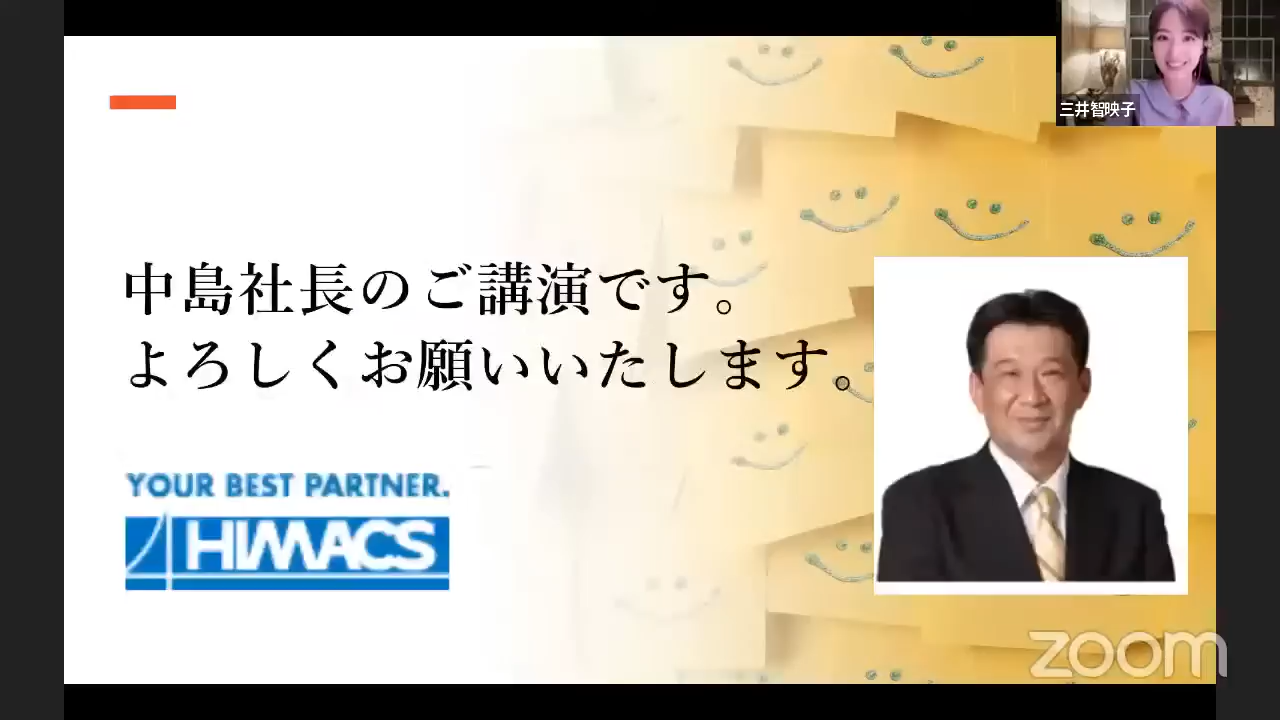 三井智映子
中島社長のご講演です。
よろしくお願いいたします。
YOUR BEST PARTNER.
HIMACS
zoom